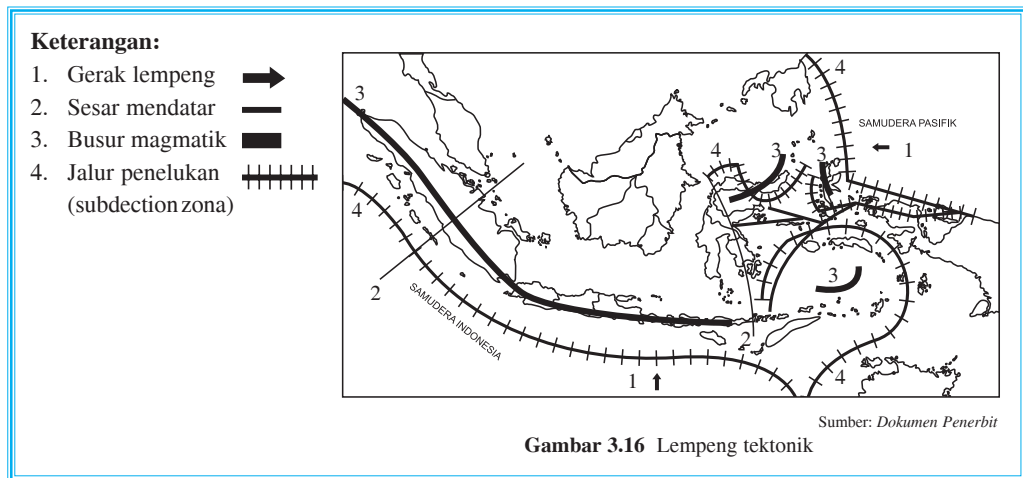 Keterangan:
1. Gerak lempeng
2. Sesar mendatar
3. Busur magmatik
4. Jalur penelukan
(subdection zona)
3
4
2
SAMUDERA INDONESIA
1
4
3
3
4
SAMUDERA PASIFIK
1
3
2
4
Sumber: Dokumen Penerbit
Gambar 3.16 Lempeng tektonik